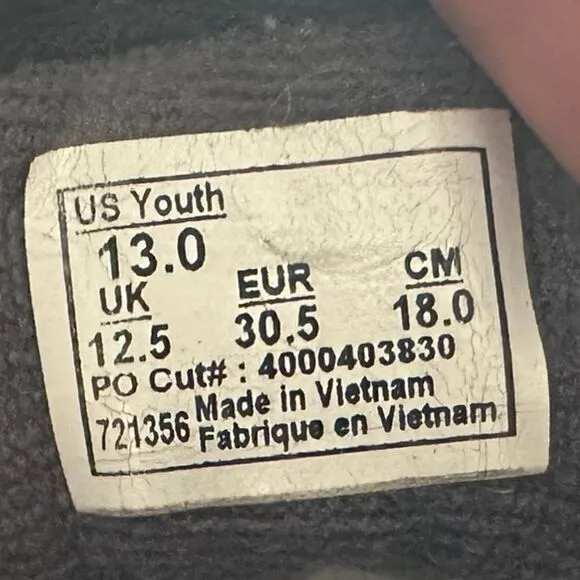 US Youth
13.0
UK EUR CM
12.5 30.5 18.0
PO Cut# : 4000403830
721356 Made in Vietnam
Fabrique en Vietnam